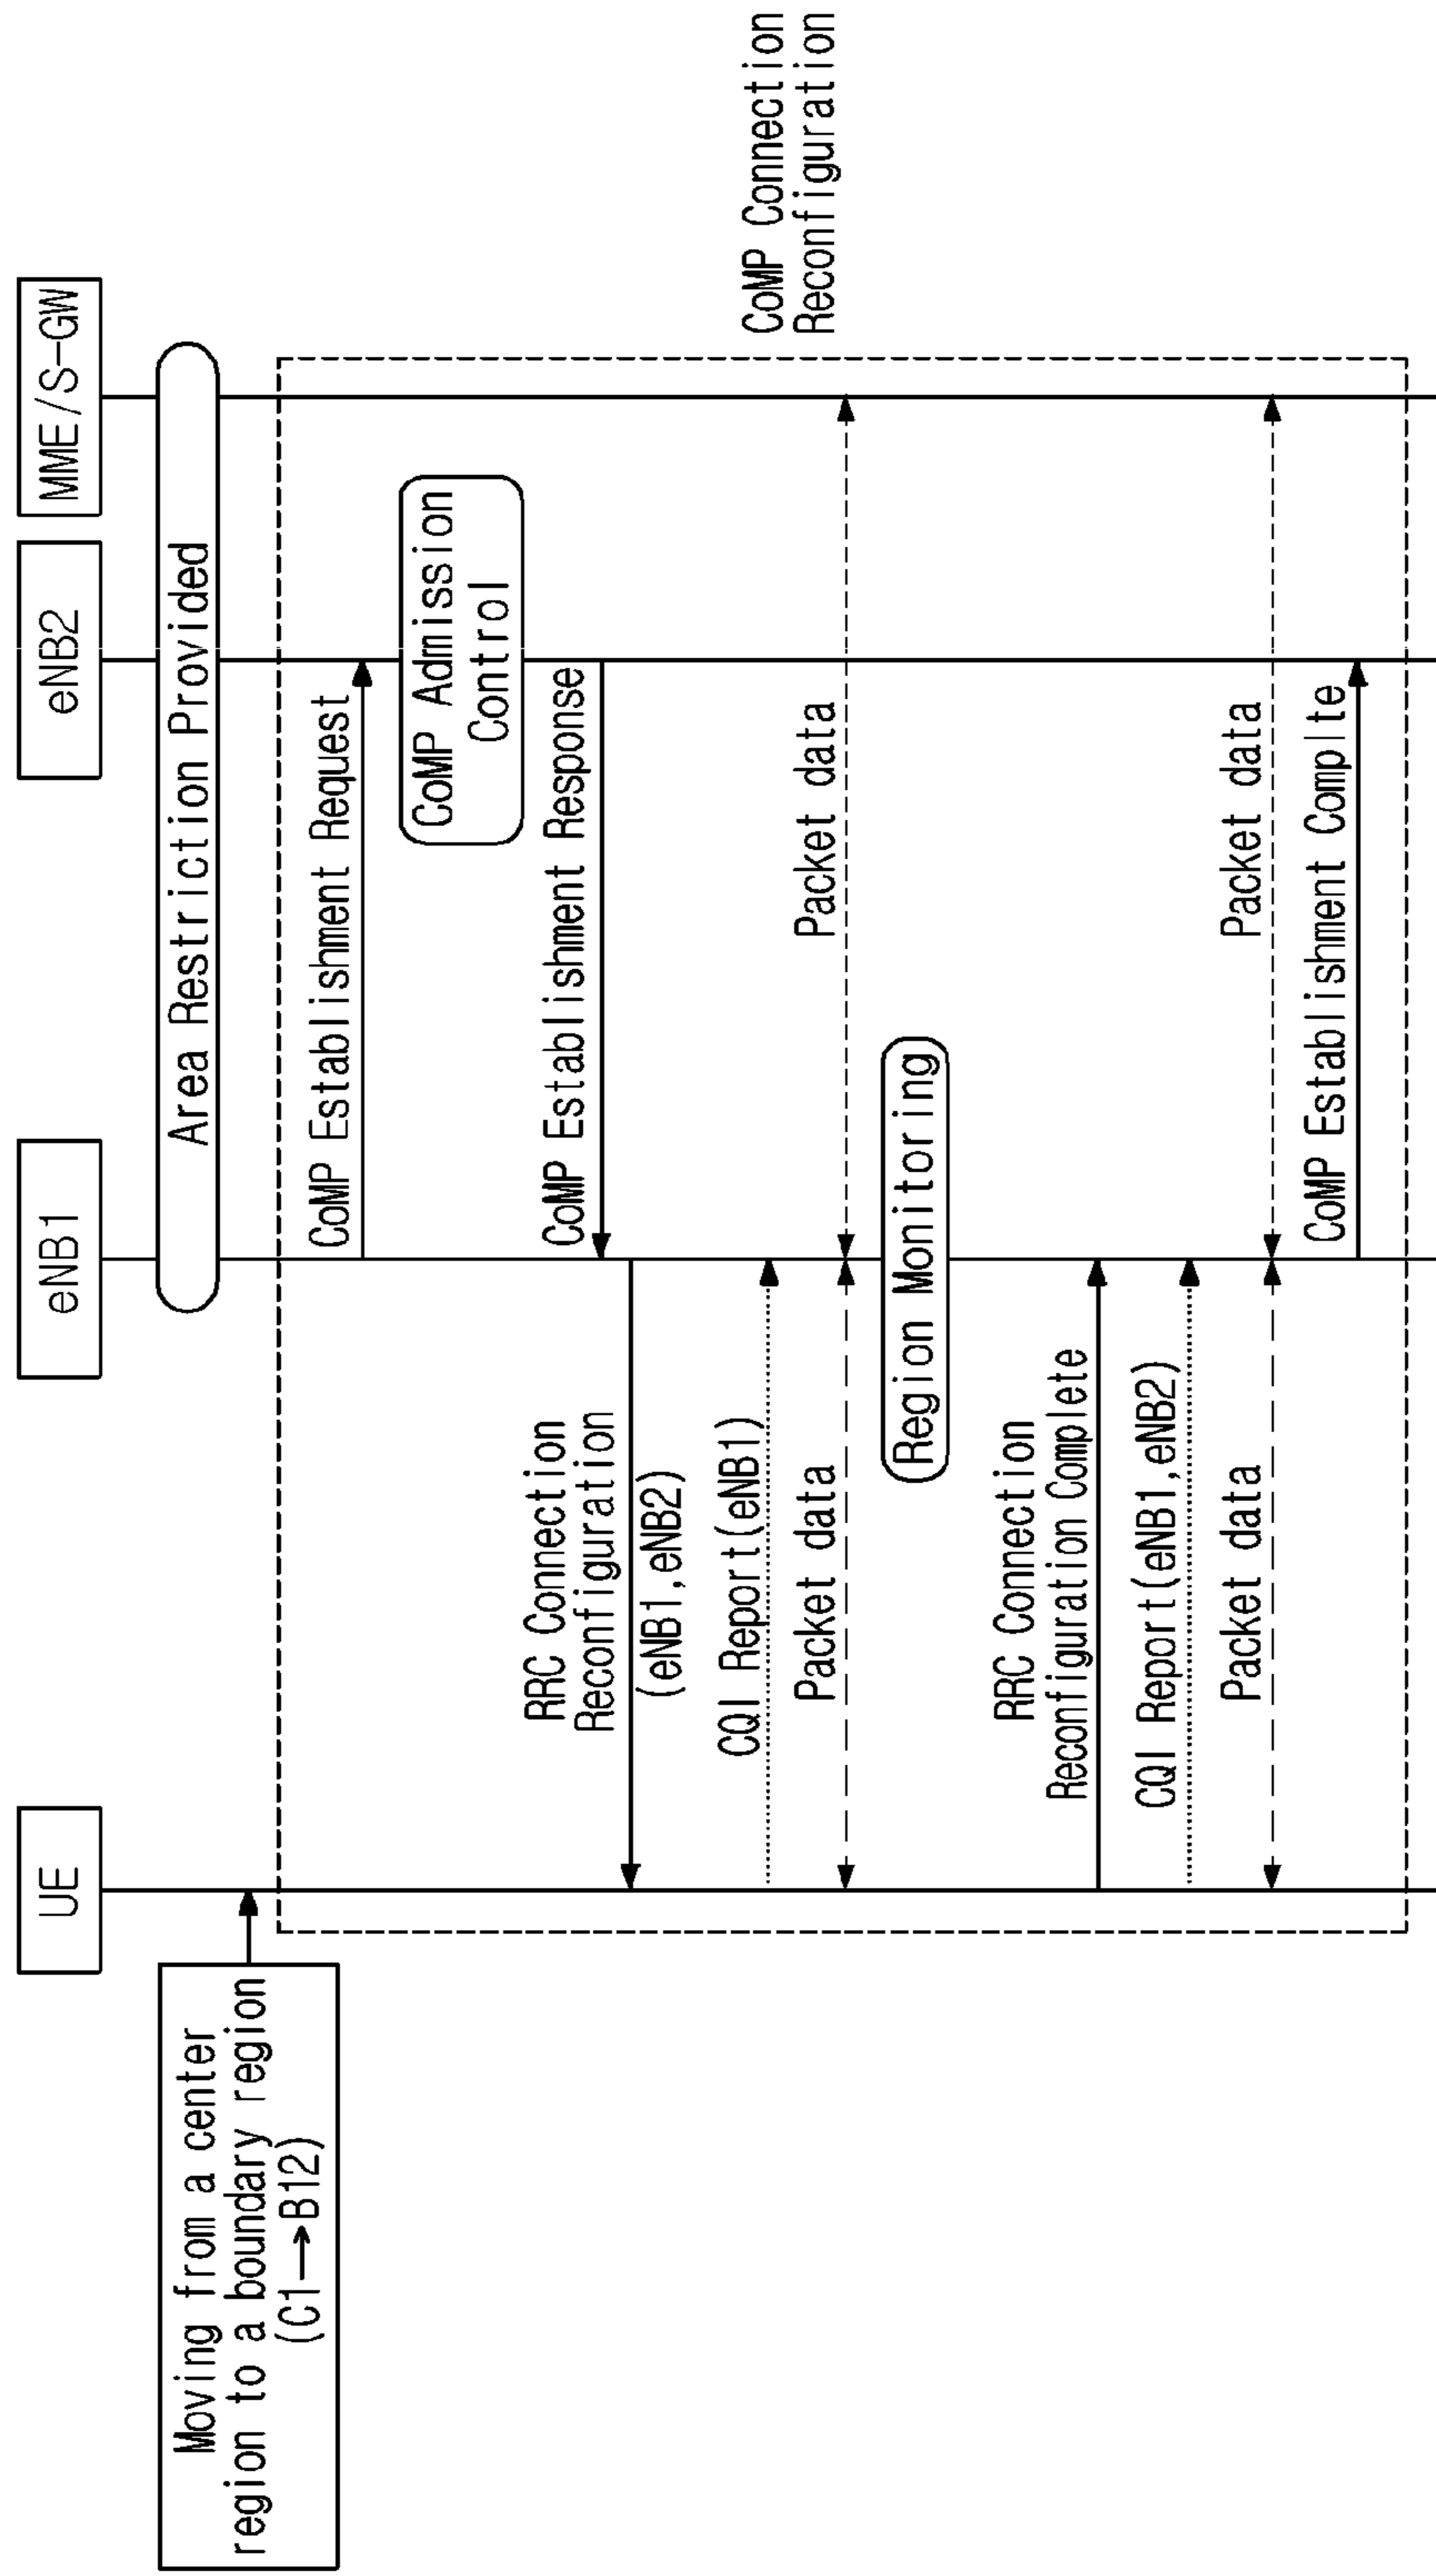 UE
eNB1
eNB2
MME/S-GW
Area Restriction Provided
Moving from a center
region to a boundary region
(C1→B12)
CoMP Establishment Request
CoMP Admission
Control
CoMP Establishment Response
RRC Connection
Reconfiguration
(eNB1,eNB2)
CQI Report(eNB1)
Packet data
Packet data
CoMP Connection
Reconfiguration
Region Monitoring
RRC Connection
Reconfiguration Complete
CQI Report(eNB1,eNB2)
Packet data
Packet data
CoMP Establishment Complte